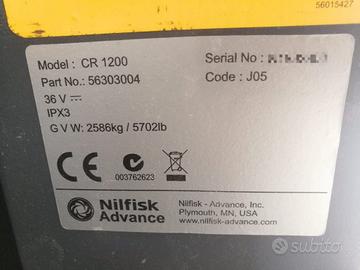 56015427
Model : CR 1200
Serial No :
Part No : 56303004
Code : J05
36 V
IPX3
G V W: 2586kg / 5702lb
CE
003762623
Nilfisk
Advance
Nilfisk - Advance, Inc.
Plymouth, MN, USA
www.nilfisk-advance.com
subito